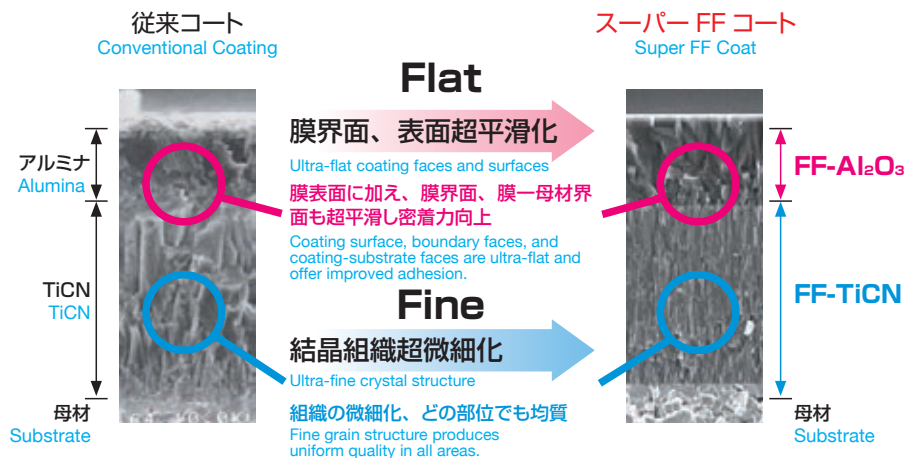 従来コート
Conventional Coating
スーパー FF コート
Super FF Coat
Flat
膜界面、表面超平滑化
Ultra-flat coating faces and surfaces
膜表面に加え、膜界面、膜ー母材界
面も超平滑し密着力向上
Coating surface, boundary faces, and
coating-substrate faces are ultra-flat and
offer improved adhesion.
アルミナ
Alumina
TiCN
TiCN
母材
Substrate
Fine
結晶組織超微細化
Ultra-fine crystal structure
組織の微細化、どの部位でも均質
Fine grain structure produces
uniform quality in all areas.
FF-Al₂O₃
FF-TiCN
母材
Substrate